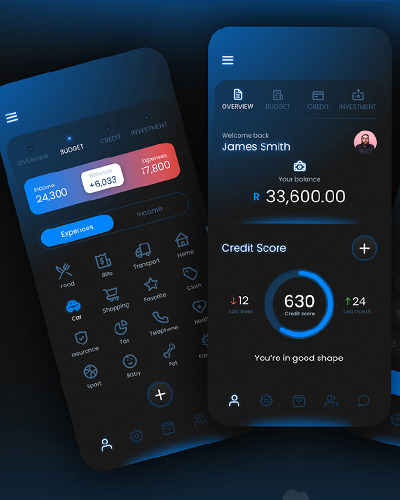 OVERVIEW
BUDGET
CREDIT
INVESTMENT
Income
24,300
Balance
+6,033
Expenses
17,800
Expences
Income
Food
Bills
Transport
Home
Car
Shopping
Favorite
Cloth
Insurance
Tax
Telephone
Health
Sport
Baby
Pet
OVERVIEW
BUDGET
CREDIT
INVESTMENT
Welcome back
James Smith
Your balance
R 33,600.00
Credit Score
↓12
Last week
630
Credit score
↑24
Last month
You're in good shape